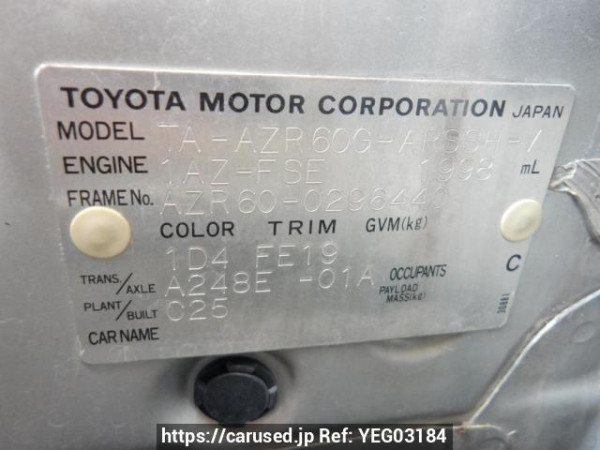 TOYOTA MOTOR CORPORATION JAPAN
MODEL TA-AZR60G-
ENGINE 1AZ-FSE 1998 mL
FRAME No. AZR60-029644
COLOR TRIM GVM(kg)
1D4 FE19
TRANS./AXLE A248E -01A OCCUPANTS C
PAYLOAD MASS(kg)
PLANT/BUILT C25
CAR NAME
https://carused.jp Ref: YEG03184